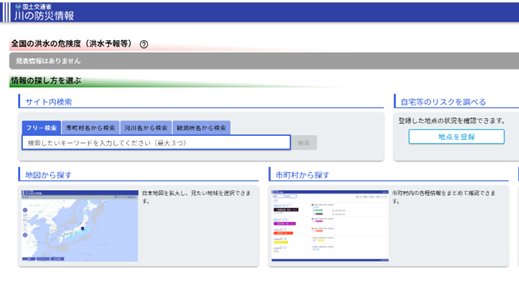 国土交通省
川の防災情報
全国の洪水の危険度(洪水予報等)
発表情報はありません
情報の探し方を選ぶ
サイト内検索
フリー検索 市町村名から検索 河川名から検索 観測所名から検索
検索したいキーワードを入力してください(最大3つ)
検索
自宅等のリスクを調べる
登録した地点の状況を確認できます。
地点を登録
地図から探す
日本地図を拡大し、見たい地域を選択できま
す。
市町村から探す
市町村内の各種情報をまとめて確認できま
す。